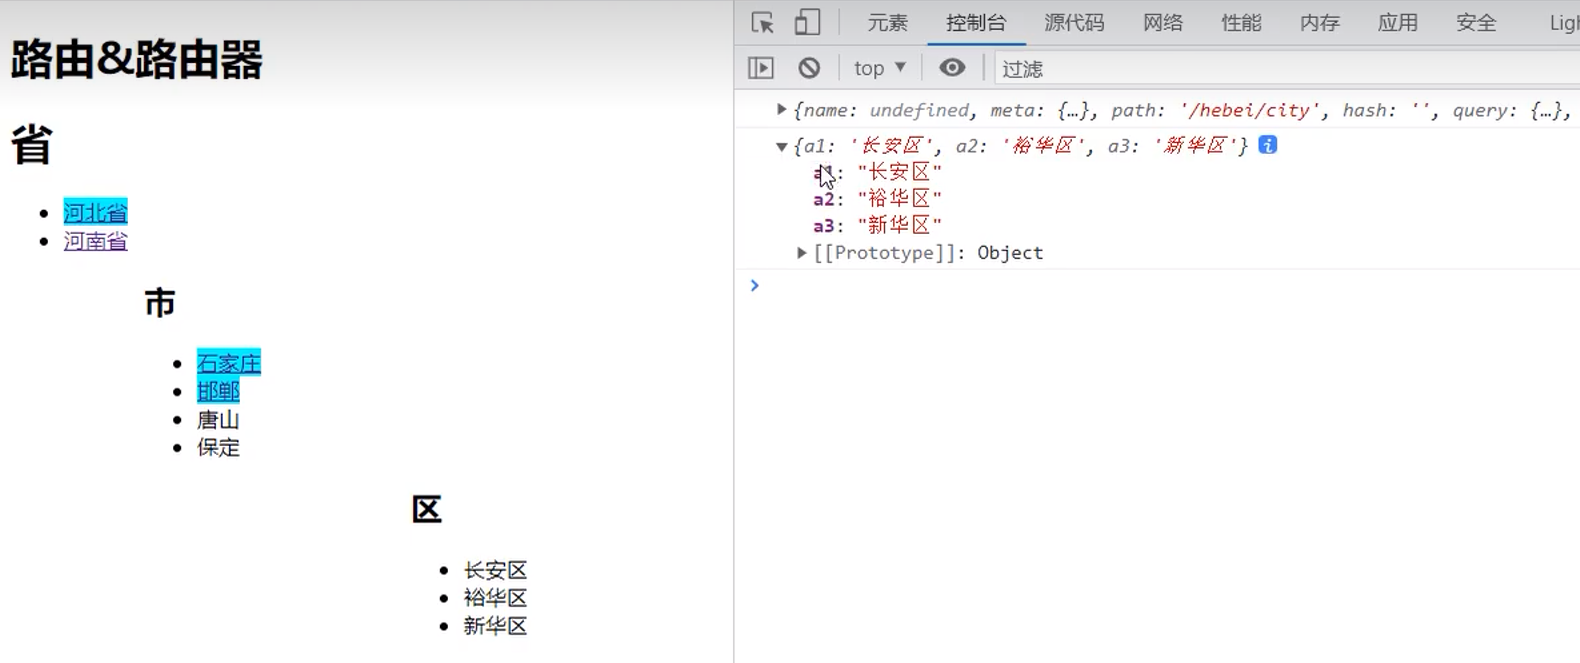 路由&路由器
省
河北省
河南省
市
石家庄
邯郸
唐山
保定
区
长安区
裕华区
新华区
元素 控制台 源代码 网络 性能 内存 应用 安全
top ▼ 过滤
{name: undefined, meta: {…}, path: '/hebei/city', hash: '', query: {…},
{a1: '长安区', a2: '裕华区', a3: '新华区'} i
"长安区"
a2: "裕华区"
a3: "新华区"
[[Prototype]]: Object